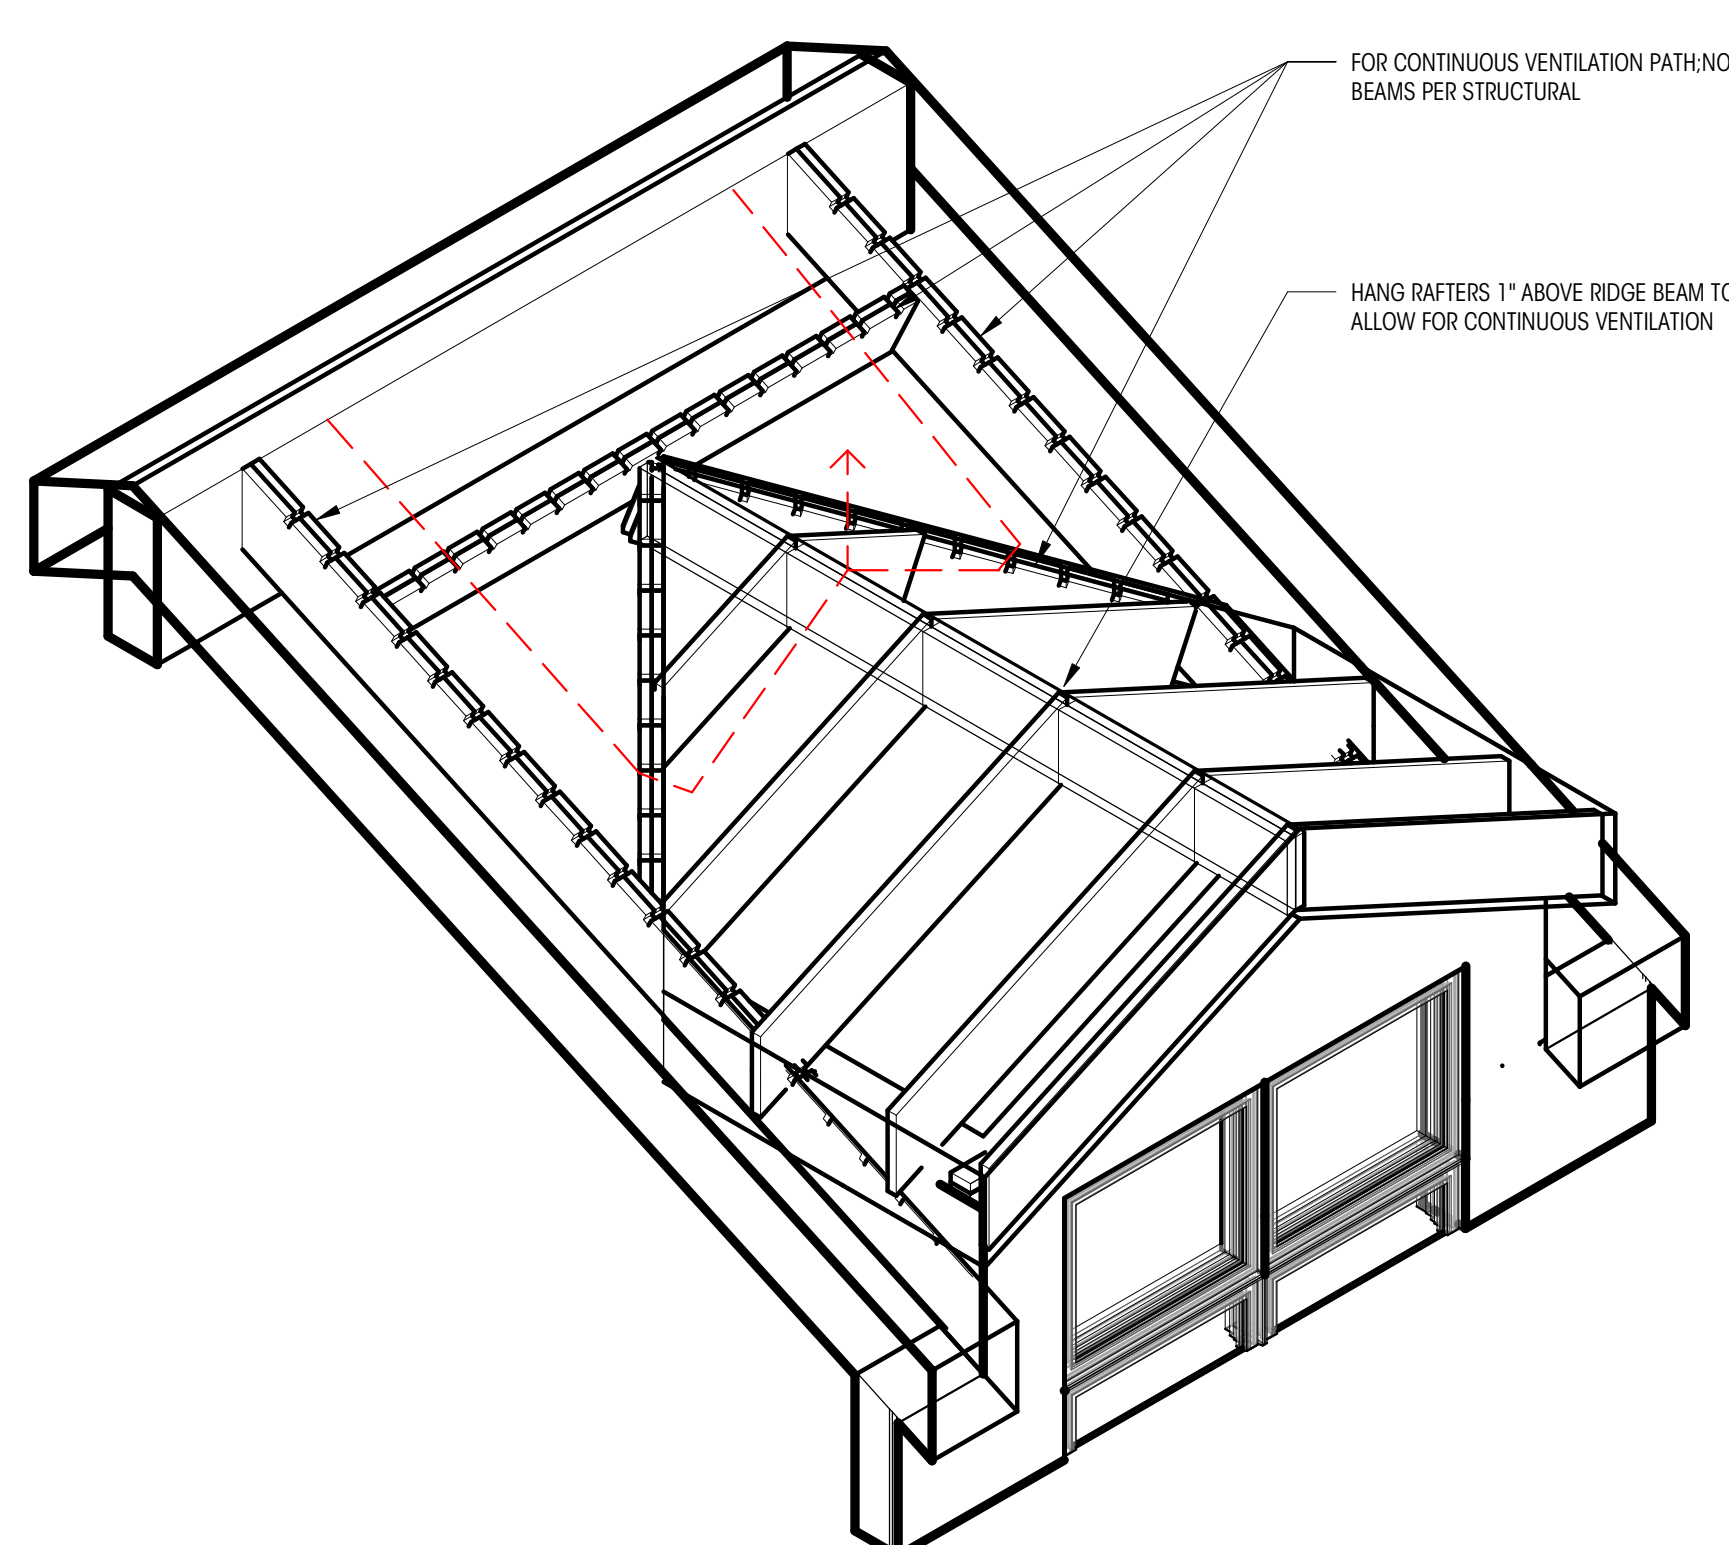 FOR CONTINUOUS VENTILATION PATH;NO
BEAMS PER STRUCTURAL
HANG RAFTERS 1" ABOVE RIDGE BEAM TO
ALLOW FOR CONTINUOUS VENTILATION